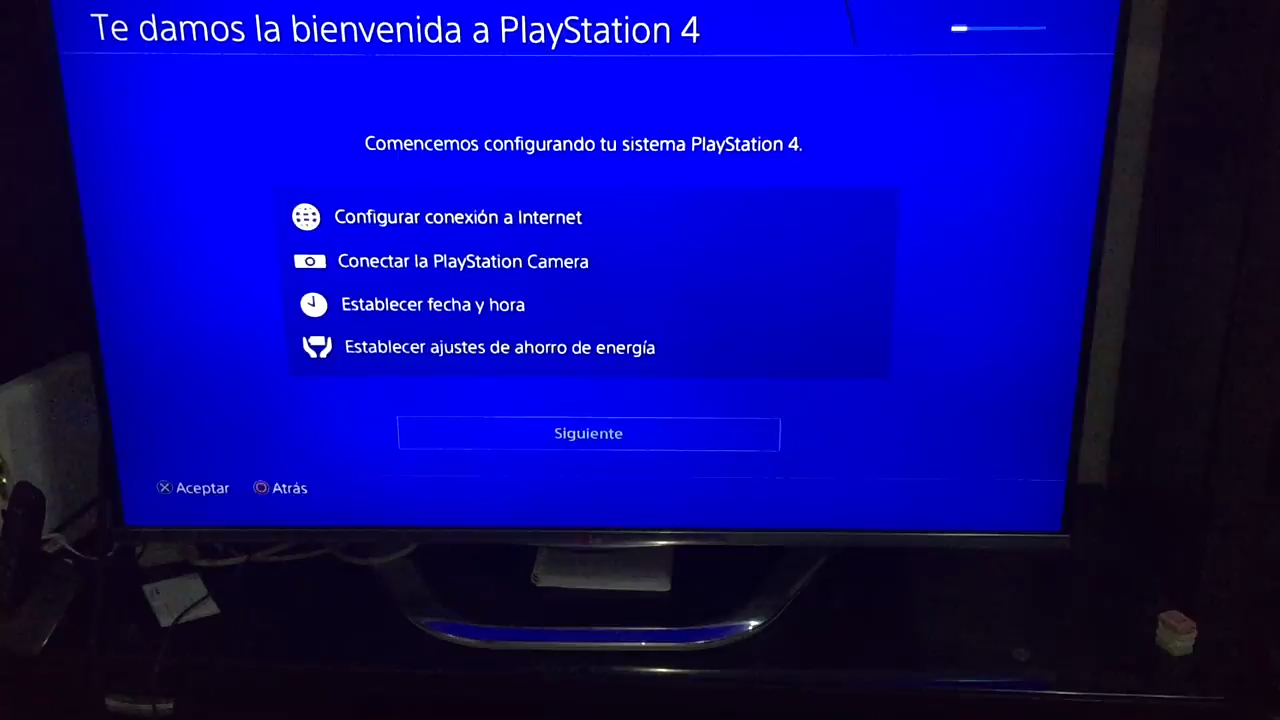 Te damos la bienvenida a PlayStation 4
Comencemos configurando tu sistema PlayStation 4.
Configurar conexión a Internet
Conectar la PlayStation Camera
Establecer fecha y hora
Establecer ajustes de ahorro de energía
Siguiente
Aceptar Atrás